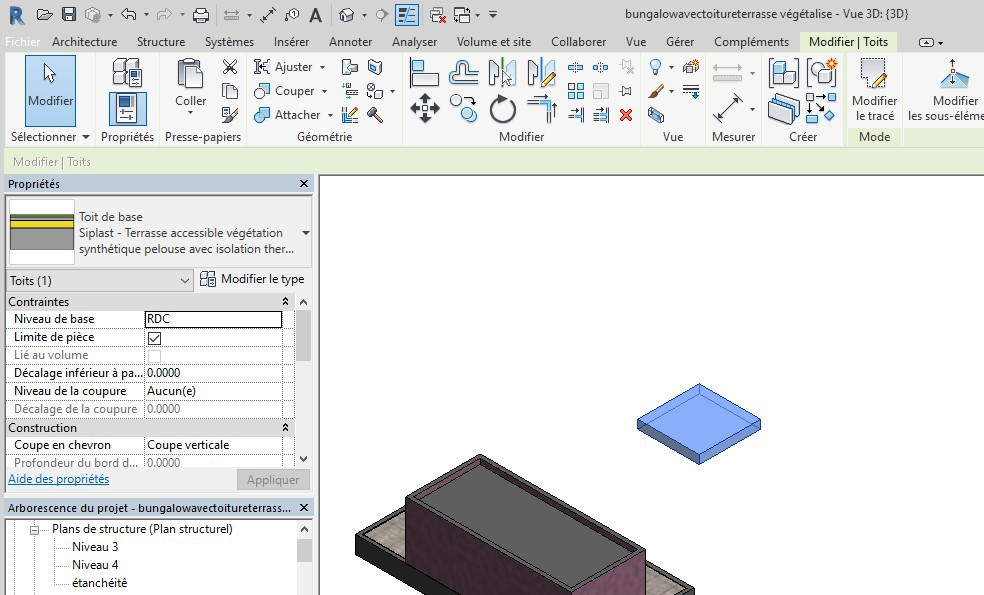 bungalowavectoitureterrasse végétalise - Vue 3D: {3D}
Fichier Architecture Structure Systèmes Insérer Annoter Analyser Volume et site Collaborer Vue Gérer Compléments Modifier | Toits
Modifier
Coller
Ajuster
Couper
Attacher
Modifier
le tracé
Modifier
les sous-éléme
Sélectionner Propriétés Presse-papiers Géométrie Modifier Vue Mesurer Créer Mode
Modifier | Toits
Propriétés
Toit de base
Siplast - Terrasse accessible végétation
synthétique pelouse avec isolation ther...
Toits (1) Modifier le type
Contraintes
Niveau de base RDC
Limite de pièce
Lié au volume
Décalage inférieur à pa... 0.0000
Niveau de la coupure Aucun(e)
Décalage de la coupure 0.0000
Construction
Coupe en chevron Coupe verticale
Profondeur du bord d... 0.0000
Aide des propriétés Appliquer
Arborescence du projet - bungalowavectoitureterrass...
Plans de structure (Plan structurel)
Niveau 3
Niveau 4
étanchéité